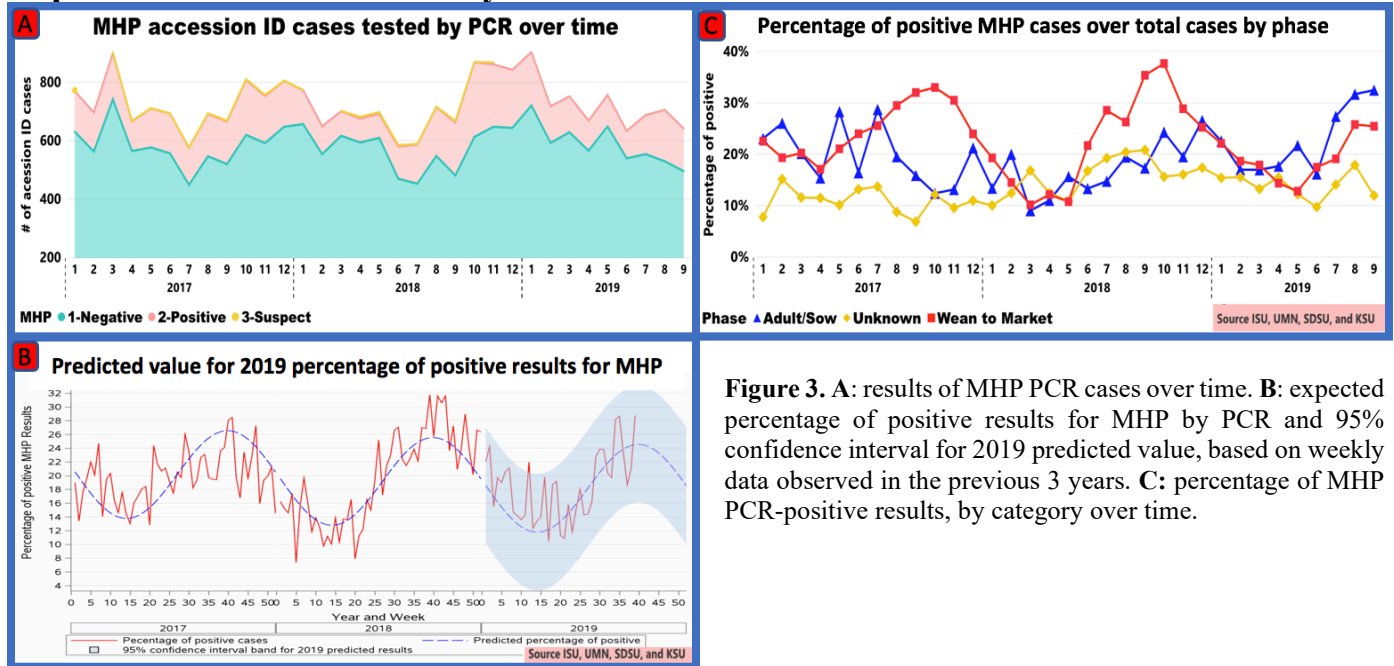 A
MHP accession ID cases tested by PCR over time
# of acession ID cases
800
600
400
200
1 2 3 4 5 6 7 8 9 10 11 12 1 2 3 4 5 6 7 8 9 10 11 12 1 2 3 4 5 6 7 8 9
2017 2018 2019
MHP 1-Negative 2-Positive 3-Suspect
C
Percentage of positive MHP cases over total cases by phase
Percentage of positive
40%
30%
20%
10%
0%
1 2 3 4 5 6 7 8 9 10 11 12 1 2 3 4 5 6 7 8 9 10 11 12 1 2 3 4 5 6 7 8 9
2017 2018 2019
Phase Adult/Sow Unknown Wean to Market
Source ISU, UMN, SDSU, and KSU
B
Predicted value for 2019 percentage of positive results for MHP
Percentage of positive MHP Results
32
30
28
26
24
22
20
18
16
14
12
10
8
6
4
0 5 10 15 20 25 30 35 40 45 500 5 10 15 20 25 30 35 40 45 500 5 10 15 20 25 30 35 40 45 50
Year and Week
2017 2018 2019
Pecentage of positive cases Predicted percentage of positive
95% confidence interval band for 2019 predicted results
Source ISU, UMN, SDSU, and KSU
Figure 3. A: results of MHP PCR cases over time. B: expected
percentage of positive results for MHP by PCR and 95%
confidence interval for 2019 predicted value, based on weekly
data observed in the previous 3 years. C: percentage of MHP
PCR-positive results, by category over time.